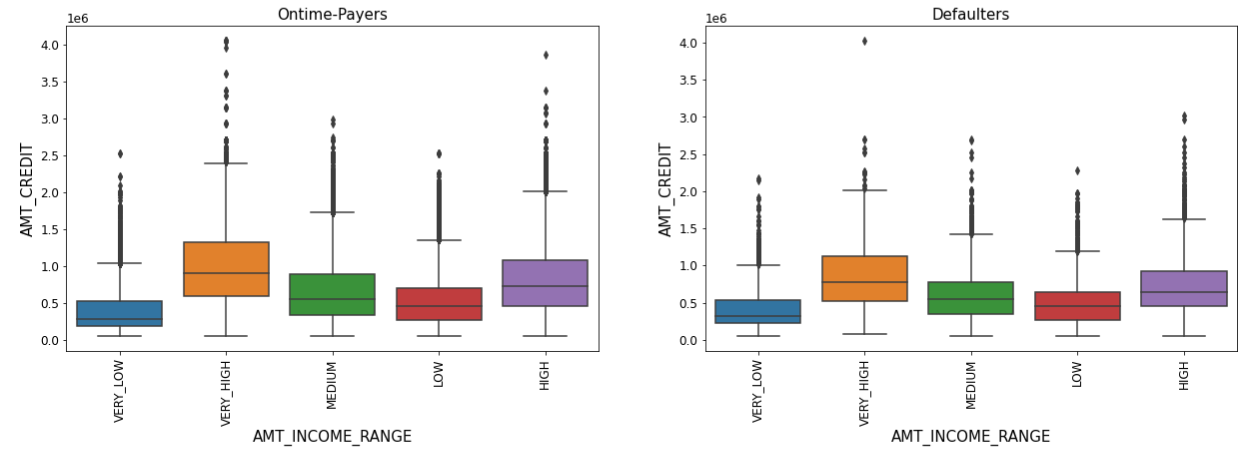 Ontime-Payers
1e6
4.0
3.5
3.0
2.5
2.0
1.5
1.0
0.5
0.0
AMT_CREDIT
VERY_LOW
VERY_HIGH
MEDIUM
LOW
HIGH
AMT_INCOME_RANGE
Defaulters
1e6
4.0
3.5
3.0
2.5
2.0
1.5
1.0
0.5
0.0
AMT_CREDIT
VERY_LOW
VERY_HIGH
MEDIUM
LOW
HIGH
AMT_INCOME_RANGE